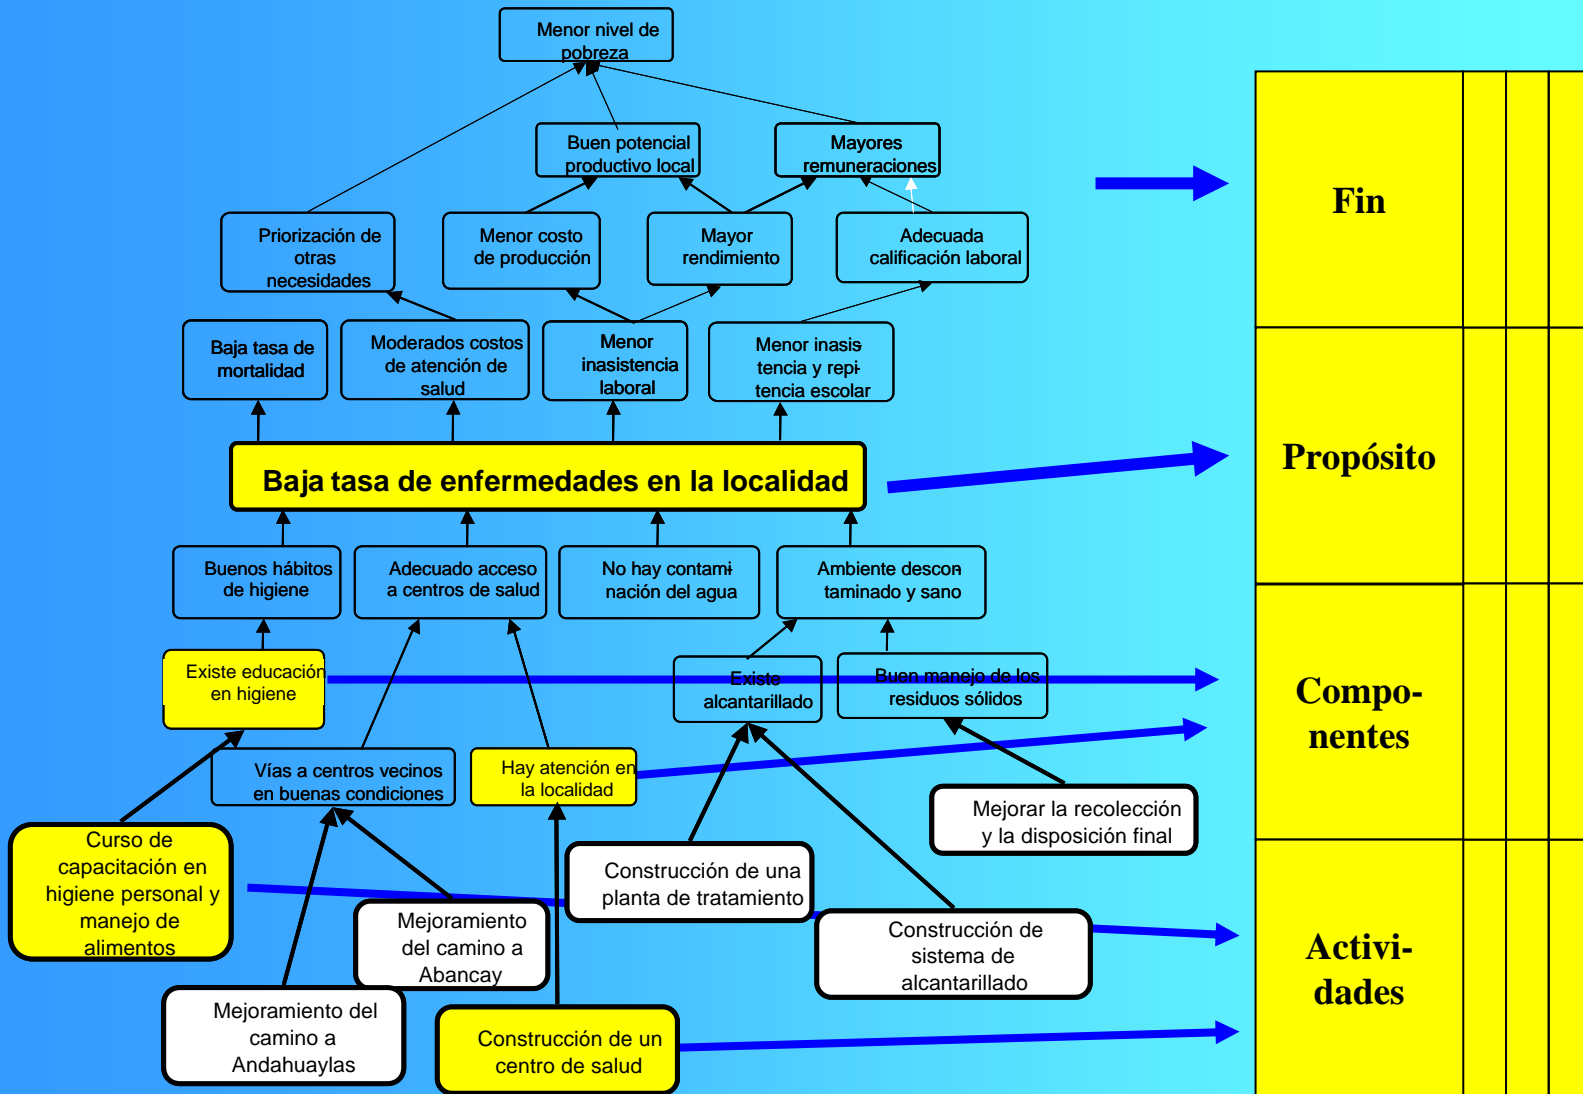 Menor nivel de
pobreza
Buen potencial
productivo local
Mayores
remuneraciones
Fin
Priorización de
otras
necesidades
Menor costo
de producción
Mayor
rendimiento
Adecuada
calificación laboral
Baja tasa de
mortalidad
Moderados costos
de atención de
salud
Menor
inasistencia
laboral
Menor inasis-
tencia y repi-
tencia escolar
Baja tasa de enfermedades en la localidad
Propósito
Buenos hábitos
de higiene
Adecuado acceso
a centros de salud
No hay contami-
nación del agua
Ambiente descon-
taminado y sano
Existe educación
en higiene
Existe
alcantarillado
Buen manejo de los
residuos sólidos
Compo-
nentes
Vías a centros vecinos
en buenas condiciones
Hay atención en
la localidad
Mejorar la recolección
y la disposición final
Curso de
capacitación en
higiene personal y
manejo de
alimentos
Construcción de una
planta de tratamiento
Mejoramiento
del camino a
Abancay
Construcción de
sistema de
alcantarillado
Activi-
dades
Mejoramiento del
camino a
Andahuaylas
Construcción de un
centro de salud